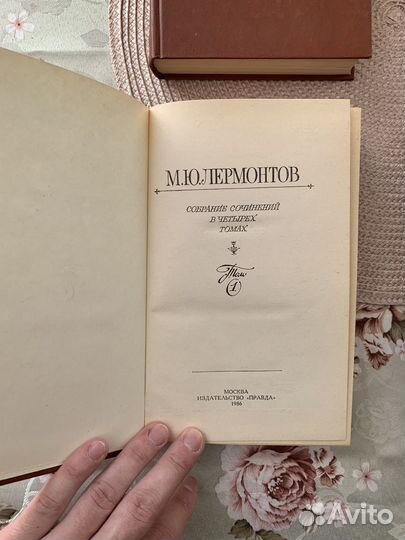 М.Ю.ЛЕРМОНТОВ
СОБРАНИЕ СОЧИНЕНИЙ
В ЧЕТЫРЕХ
ТОМАХ
Том
1
МОСКВА
ИЗДАТЕЛЬСТВО «ПРАВДА»
1986
Avito